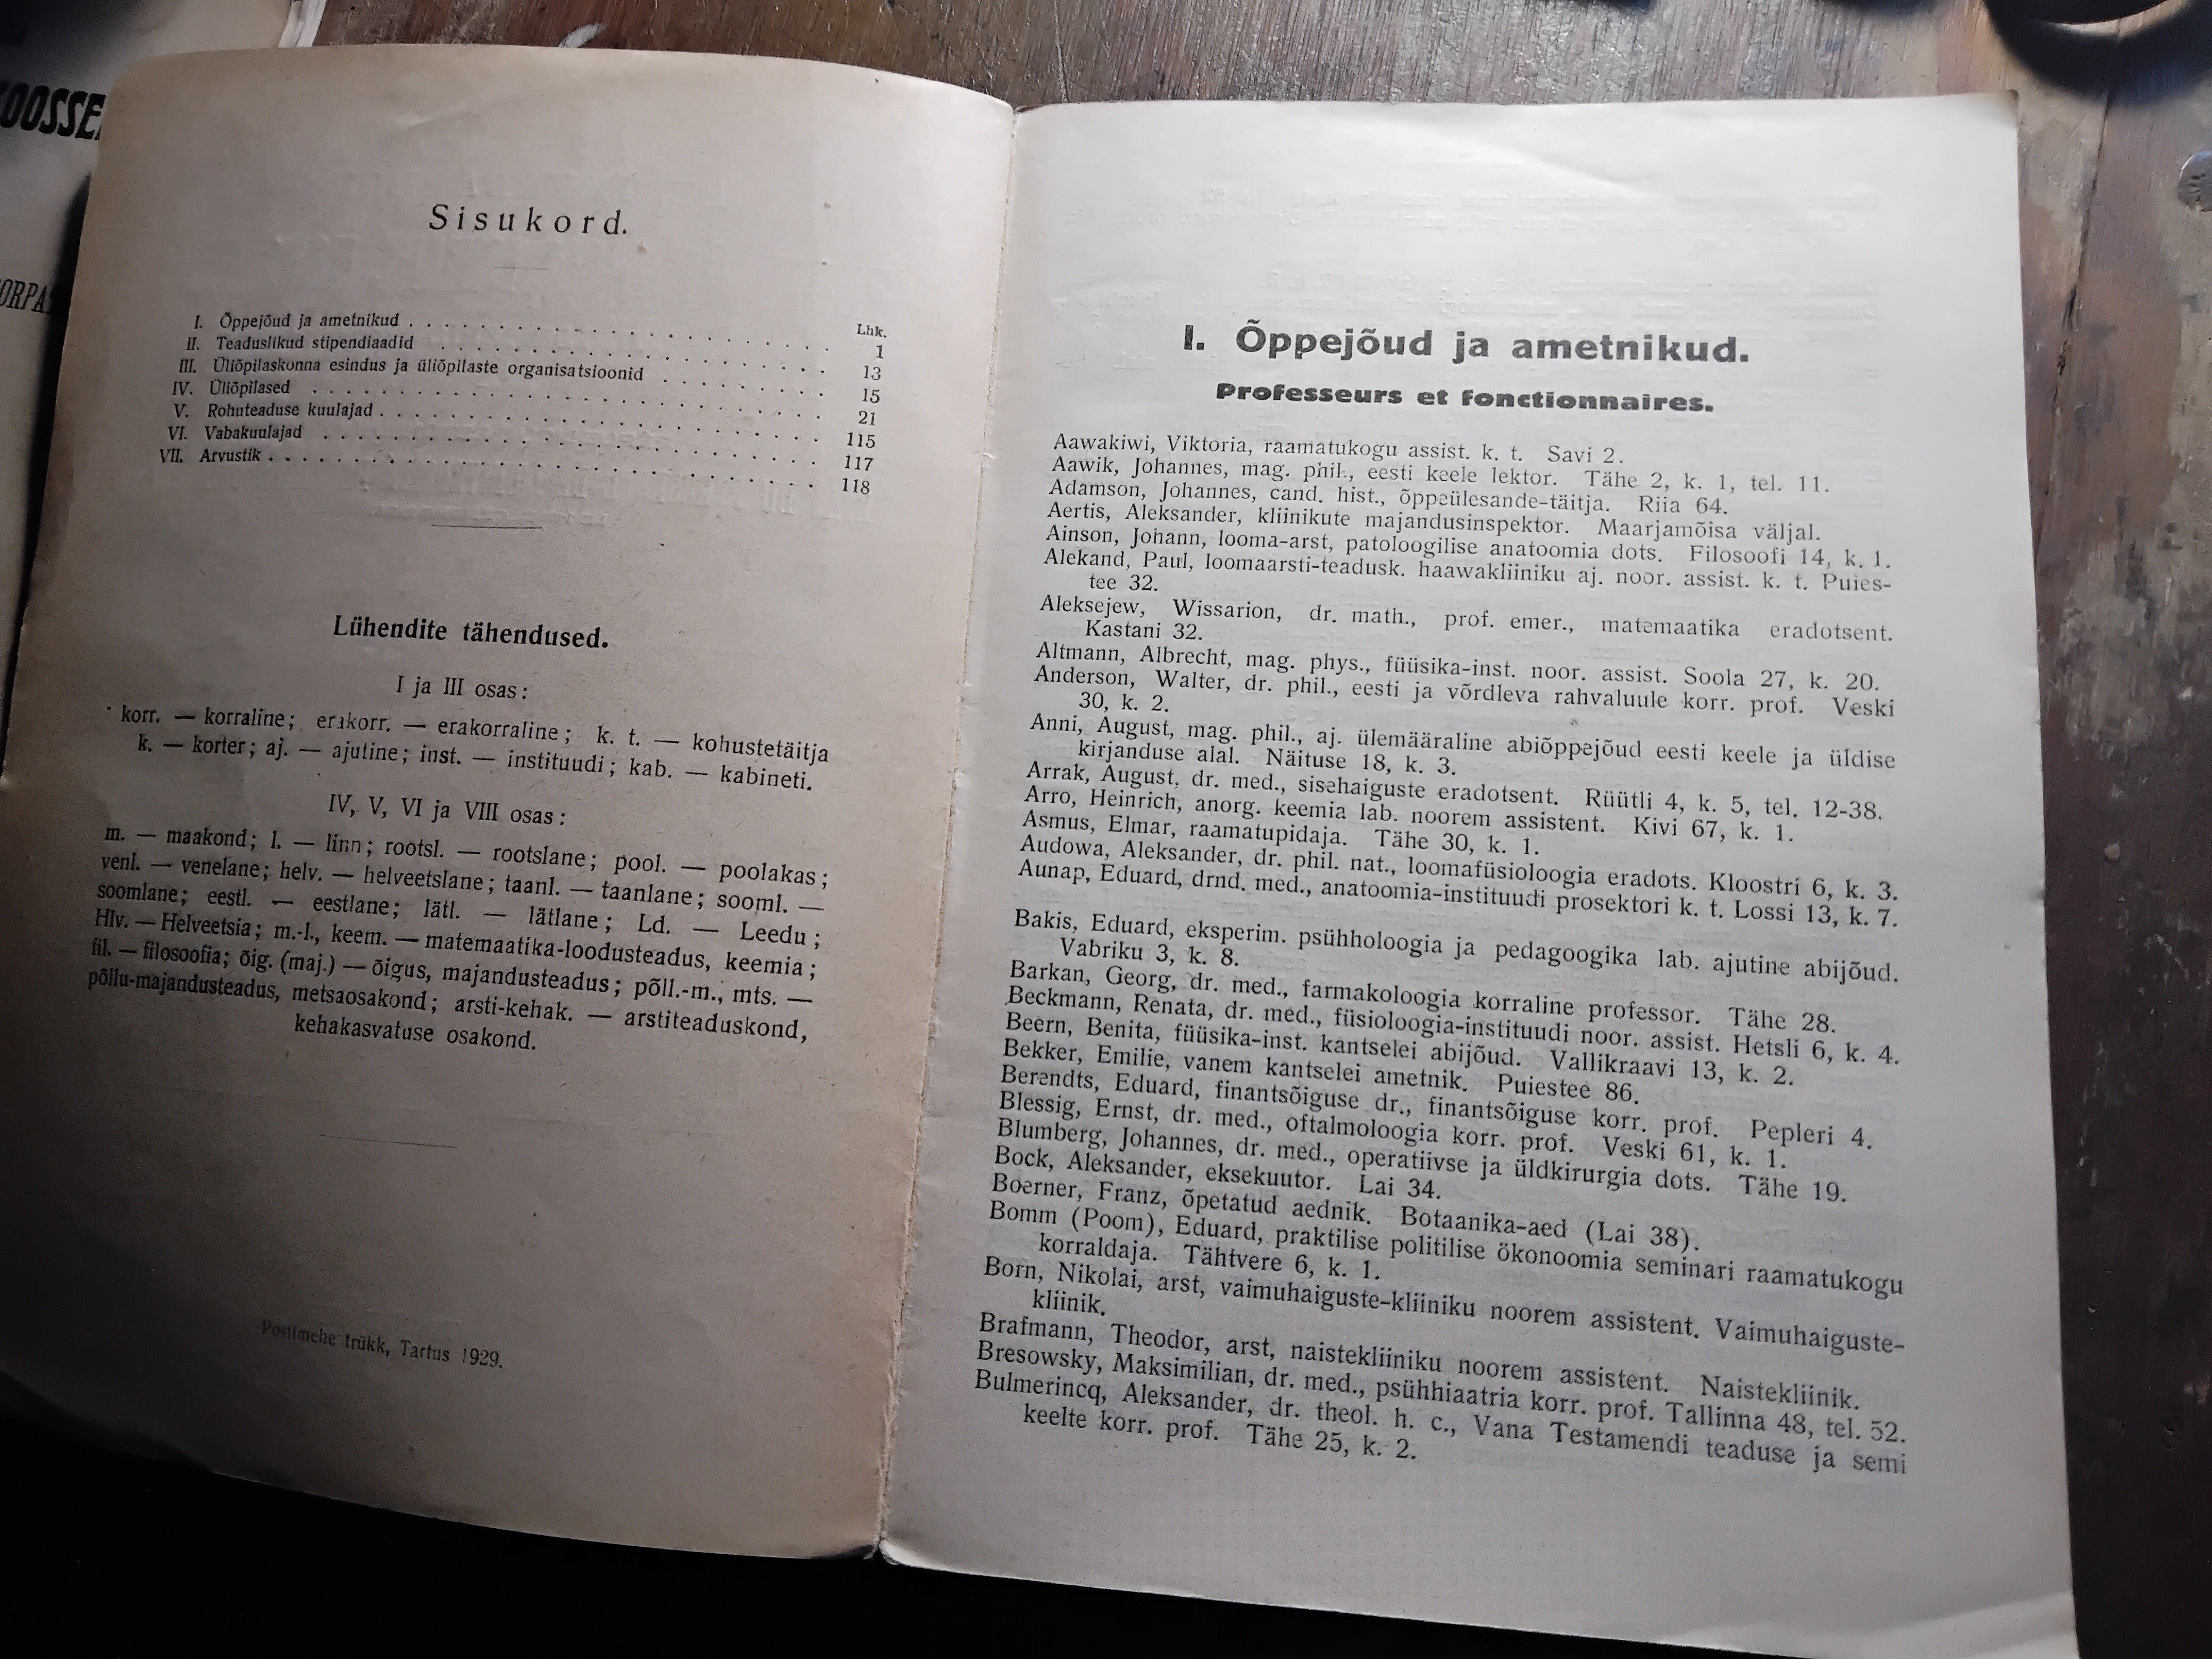 Sisukord.
Lhk.
I. Õppejõud ja ametnikud . . . 1
II. Teaduslikud stipendiaadid . . . 13
III. Üliõpilaskonna esindus ja üliõpilaste organisatsioonid . . . 15
IV. Üliõpilased . . . 21
V. Rohuteaduse kuulajad . . . 115
VI. Vabakuulajad . . . 117
VII. Arvustik . . . 118
Lühendite tähendused.
I ja III osas:
korr. — korraline; erakorr. — erakorraline; k. t. — kohustetäitja
k. — korter; aj. — ajutine; inst. — instituudi; kab. — kabineti.
IV, V, VI ja VIII osas:
m. — maakond; l. — linn; rootsl. — rootslane; pool. — poolakas;
venl. — venelane; helv. — helveetslane; taanl. — taanlane; sooml. —
soomlane; eestl. — eestlane; lätl. — lätlane; Ld. — Leedu;
Hlv. — Helveetsia; m.-l., keem. — matemaatika-loodusteadus, keemia;
fil. — filosoofia; õig. (maj.) — õigus, majandusteadus; põll.-m., mts. —
põllu-majandusteadus, metsaosakond; arsti-kehak. — arstiteaduskond,
kehakasvatuse osakond.
Postimehe trükk, Tartus 1929.
I. Õppejõud ja ametnikud.
Professeurs et fonctionnaires.
Aawakiwi, Viktoria, raamatukogu assist. k. t. Savi 2.
Aawik, Johannes, mag. phil., eesti keele lektor. Tähe 2, k. 1, tel. 11.
Adamson, Johannes, cand. hist., õppeülesande-täitja. Riia 64.
Aertis, Aleksander, kliinikute majandusinspektor. Maarjamõisa väljal.
Ainson, Johann, looma-arst, patoloogilise anatoomia dots. Filosoofi 14, k. 1.
Alekand, Paul, loomaarsti-teadusk. haawakliiniku aj. noor. assist. k. t. Puies-
tee 32.
Aleksejew, Wissarion, dr. math., prof. emer., matemaatika eradotsent.
Kastani 32.
Altmann, Albrecht, mag. phys., füüsika-inst. noor. assist. Soola 27, k. 20.
Anderson, Walter, dr. phil., eesti ja võrdleva rahvaluule korr. prof. Veski
30, k. 2.
Anni, August, mag. phil., aj. ülemääraline abiõppejõud eesti keele ja üldise
kirjanduse alal. Näituse 18, k. 3.
Arrak, August, dr. med., sisehaiguste eradotsent. Rüütli 4, k. 5, tel. 12-38.
Arro, Heinrich, anorg. keemia lab. noorem assistent. Kivi 67, k. 1.
Asmus, Elmar, raamatupidaja. Tähe 30, k. 1.
Audowa, Aleksander, dr. phil. nat., loomafüsioloogia eradots. Kloostri 6, k. 3.
Aunap, Eduard, drnd. med., anatoomia-instituudi prosektori k. t. Lossi 13, k. 7.
Bakis, Eduard, eksperim. psühholoogia ja pedagoogika lab. ajutine abijõud.
Vabriku 3, k. 8.
Barkan, Georg, dr. med., farmakoloogia korraline professor. Tähe 28.
Beckmann, Renata, dr. med., füsioloogia-instituudi noor. assist. Hetsli 6, k. 4.
Beern, Benita, füüsika-inst. kantselei abijõud. Vallikraavi 13, k. 2.
Bekker, Emilie, vanem kantselei ametnik. Puiestee 86.
Berendts, Eduard, finantsõiguse dr., finantsõiguse korr. prof. Pepleri 4.
Blessig, Ernst, dr. med., oftalmoloogia korr. prof. Veski 61, k. 1.
Blumberg, Johannes, dr. med., operatiivse ja üldkirurgia dots. Tähe 19.
Bock, Aleksander, eksekuutor. Lai 34.
Boerner, Franz, õpetatud aednik. Botaanika-aed (Lai 38).
Bomm (Poom), Eduard, praktilise politilise ökonoomia seminari raamatukogu
korraldaja. Tähtvere 6, k. 1.
Born, Nikolai, arst, vaimuhaiguste-kliiniku noorem assistent. Vaimuhaiguste-
kliinik.
Brafmann, Theodor, arst, naistekliiniku noorem assistent. Naistekliinik.
Bresowsky, Maksimilian, dr. med., psühhiaatria korr. prof. Tallinna 48, tel. 52.
Bulmerincq, Aleksander, dr. theol. h. c., Vana Testamendi teaduse ja semi
keelte korr. prof. Tähe 25, k. 2.